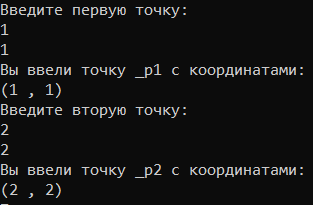 Введите первую точку:
1
1
Вы ввели точку _p1 с координатами:
(1 , 1)
Введите вторую точку:
2
2
Вы ввели точку _p2 с координатами:
(2 , 2)